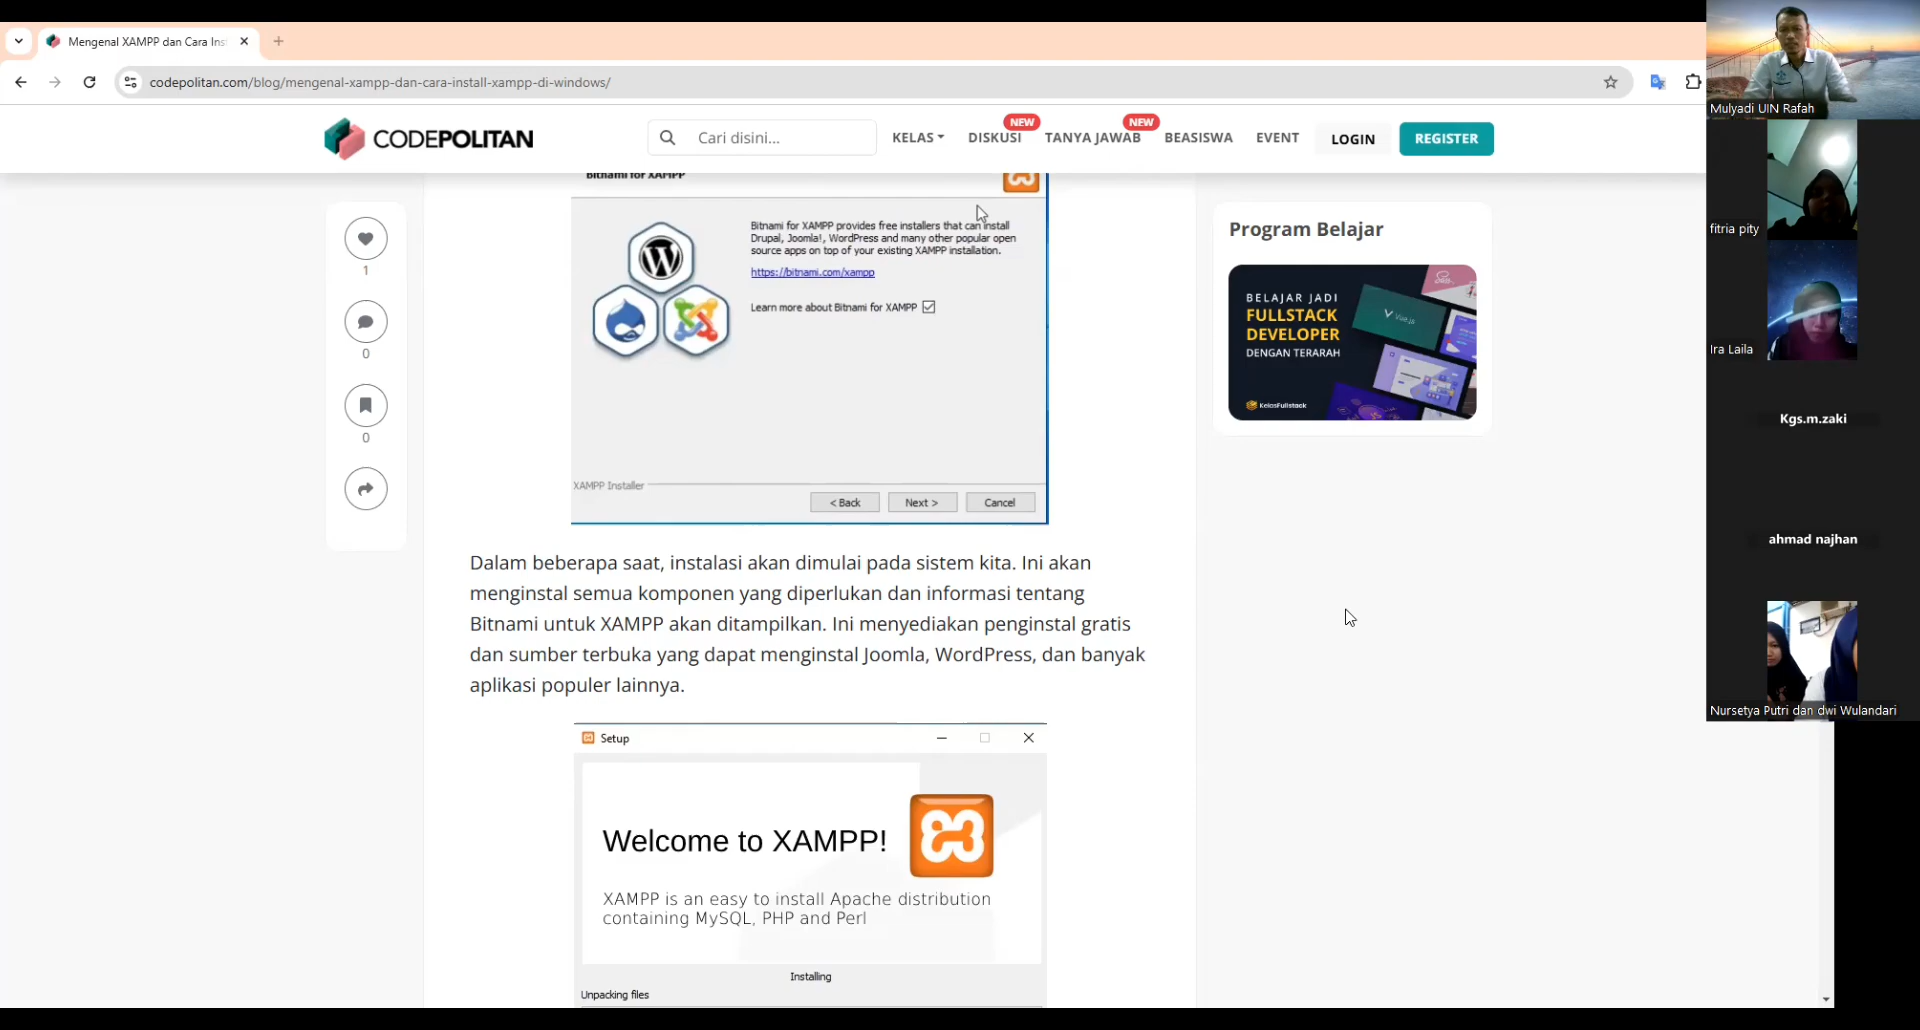 Mengenal XAMPP dan Cara Ins
codepolitan.com/blog/mengenal-xampp-dan-cara-install-xampp-di-windows/
CODEPOLITAN
Cari disini...
KELAS
DISKUSI
NEW
TANYA JAWAB
NEW
BEASISWA
EVENT
LOGIN
REGISTER
1
0
0
Bitnami for XAMPP
Bitnami for XAMPP provides free installers that can install
Drupal, Joomla!, WordPress and many other popular open
source apps on top of your existing XAMPP installation.
https://bitnami.com/xampp
Learn more about Bitnami for XAMPP
XAMPP Installer
< Back
Next >
Cancel
Dalam beberapa saat, instalasi akan dimulai pada sistem kita. Ini akan
menginstal semua komponen yang diperlukan dan informasi tentang
Bitnami untuk XAMPP akan ditampilkan. Ini menyediakan penginstal gratis
dan sumber terbuka yang dapat menginstal Joomla, WordPress, dan banyak
aplikasi populer lainnya.
Setup
Welcome to XAMPP!
XAMPP is an easy to install Apache distribution
containing MySQL, PHP and Perl
Installing
Unpacking files
Program Belajar
BELAJAR JADI
FULLSTACK
DEVELOPER
DENGAN TERARAH
KelasFullstack
Vue.js
Mulyadi UIN Rafah
fitria pity
Ira Laila
Kgs.m.zaki
ahmad najhan
Nursetya Putri dan dwi Wulandari